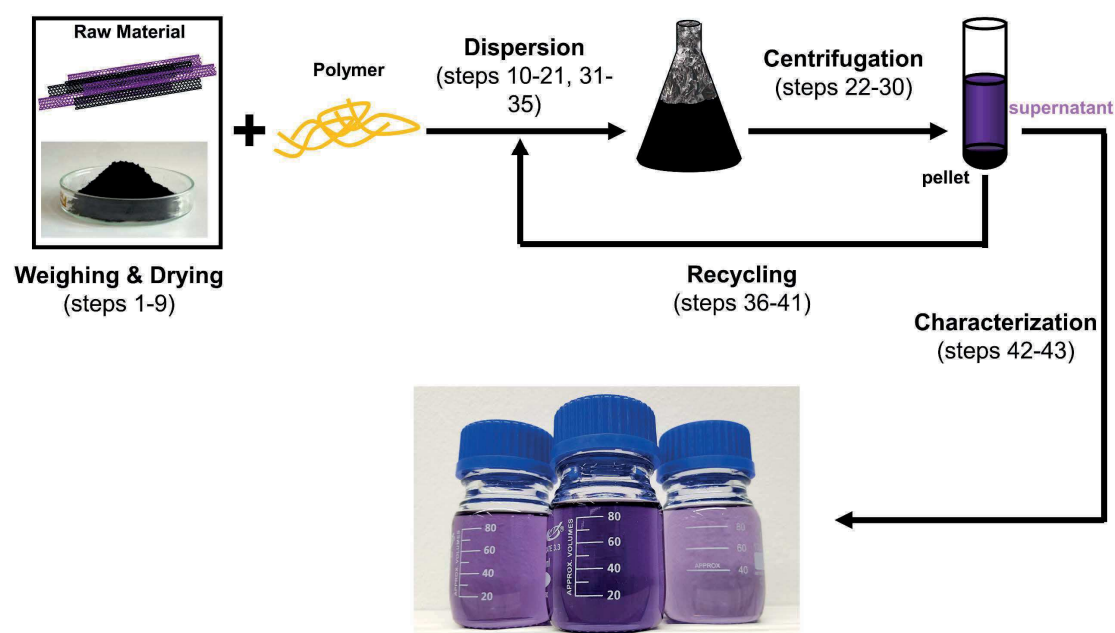 Raw Material
Polymer
+
Weighing & Drying
(steps 1-9)
Dispersion
(steps 10-21, 31-
35)
Centrifugation
(steps 22-30)
supernatant
pellet
Recycling
(steps 36-41)
Characterization
(steps 42-43)
80
60
40
20
APPROX. VOLUMES
80
60
40
20
APPROX. VOLUMES
80
60
APPROX
40